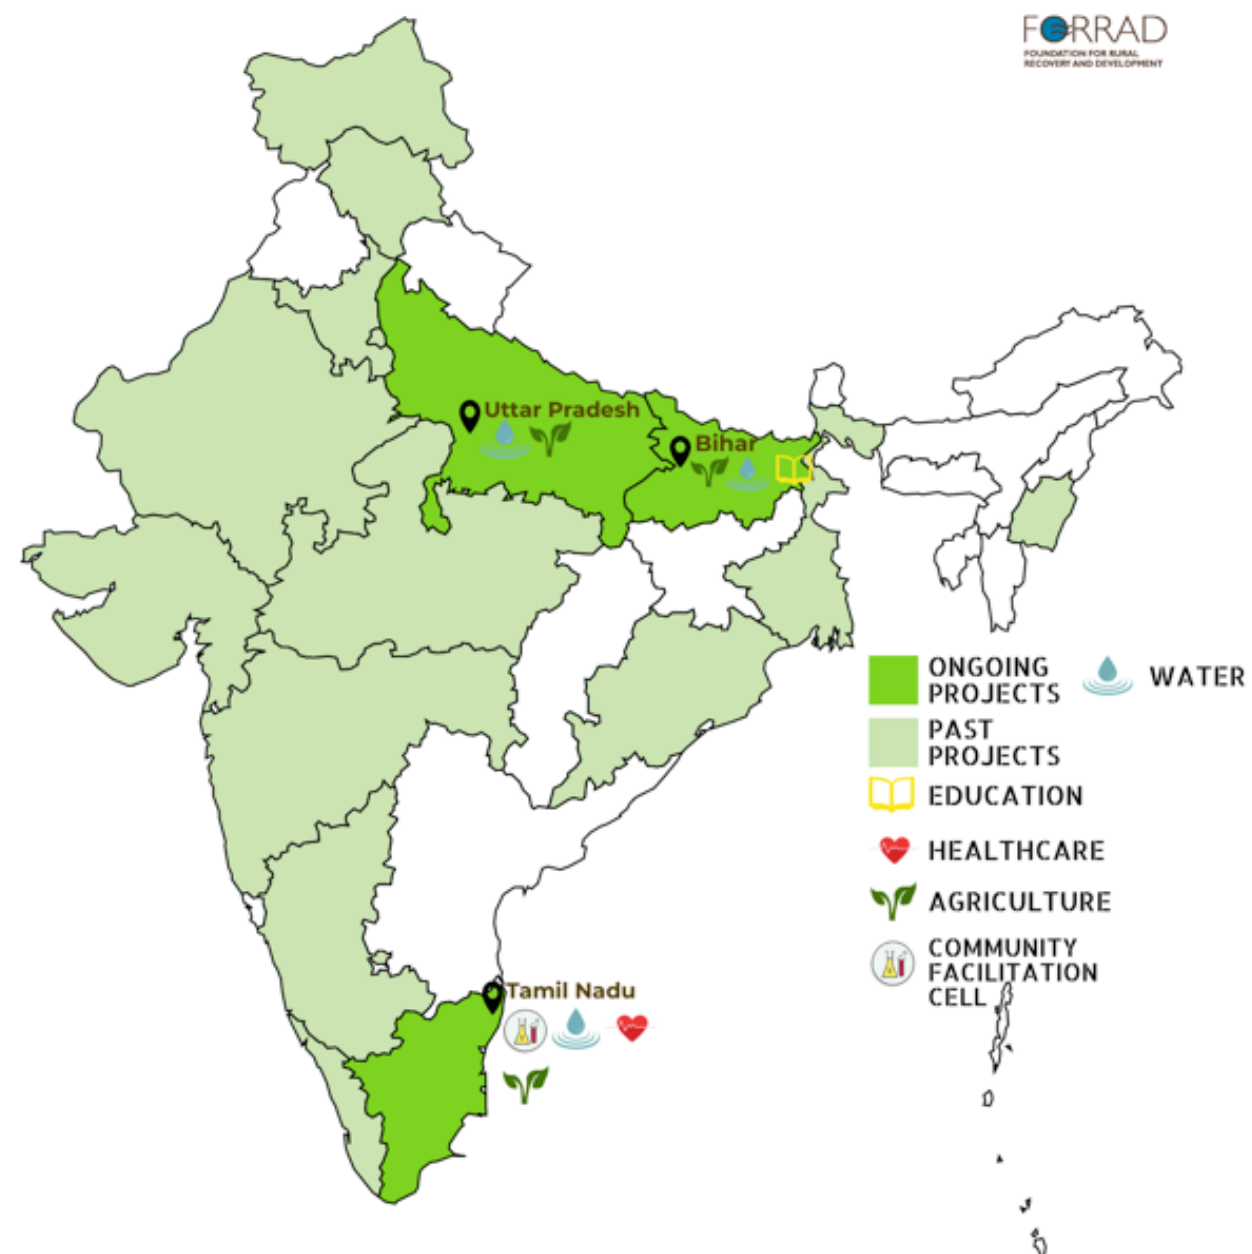 FORRAD
FOUNDATION FOR RURAL
RECOVERY AND DEVELOPMENT
Uttar Pradesh
Bihar
Tamil Nadu
ONGOING
PROJECTS
WATER
PAST
PROJECTS
EDUCATION
HEALTHCARE
AGRICULTURE
COMMUNITY
FACILITATION
CELL